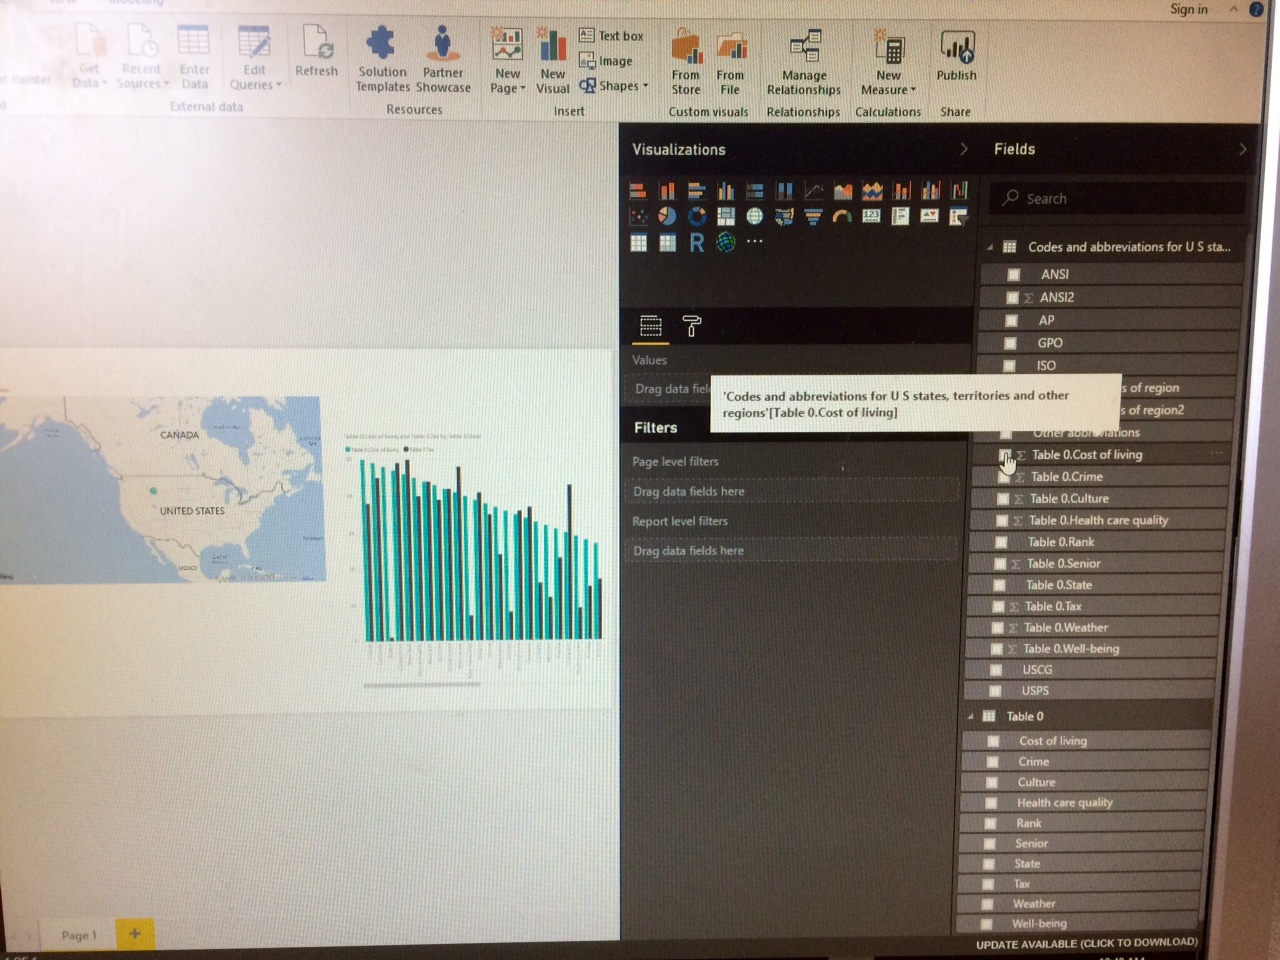 Sign in
Painter
Get Data
Recent Sources
Enter Data
Edit Queries
Refresh
Solution Templates
Partner Showcase
New Page
New Visual
Text box
Image
Shapes
From Store
From File
Manage Relationships
New Measure
Publish
External data
Resources
Insert
Custom visuals
Relationships
Calculations
Share
Visualizations
Fields
Search
R
123
Values
Drag data fiel
Filters
Page level filters
Drag data fields here
Report level filters
Drag data fields here
'Codes and abbreviations for U S states, territories and other
regions'[Table 0.Cost of living]
Codes and abbreviations for U S sta...
ANSI
Σ ANSI2
AP
GPO
ISO
s of region
s of region2
Other abbreviations
Σ Table 0.Cost of living
Σ Table 0.Crime
Σ Table 0.Culture
Σ Table 0.Health care quality
Table 0.Rank
Σ Table 0.Senior
Table 0.State
Σ Table 0.Tax
Σ Table 0.Weather
Σ Table 0.Well-being
USCG
USPS
Table 0
Cost of living
Crime
Culture
Health care quality
Rank
Senior
State
Tax
Weather
Well-being
CANADA
UNITED STATES
MEXICO
Page 1
+
UPDATE AVAILABLE (CLICK TO DOWNLOAD)